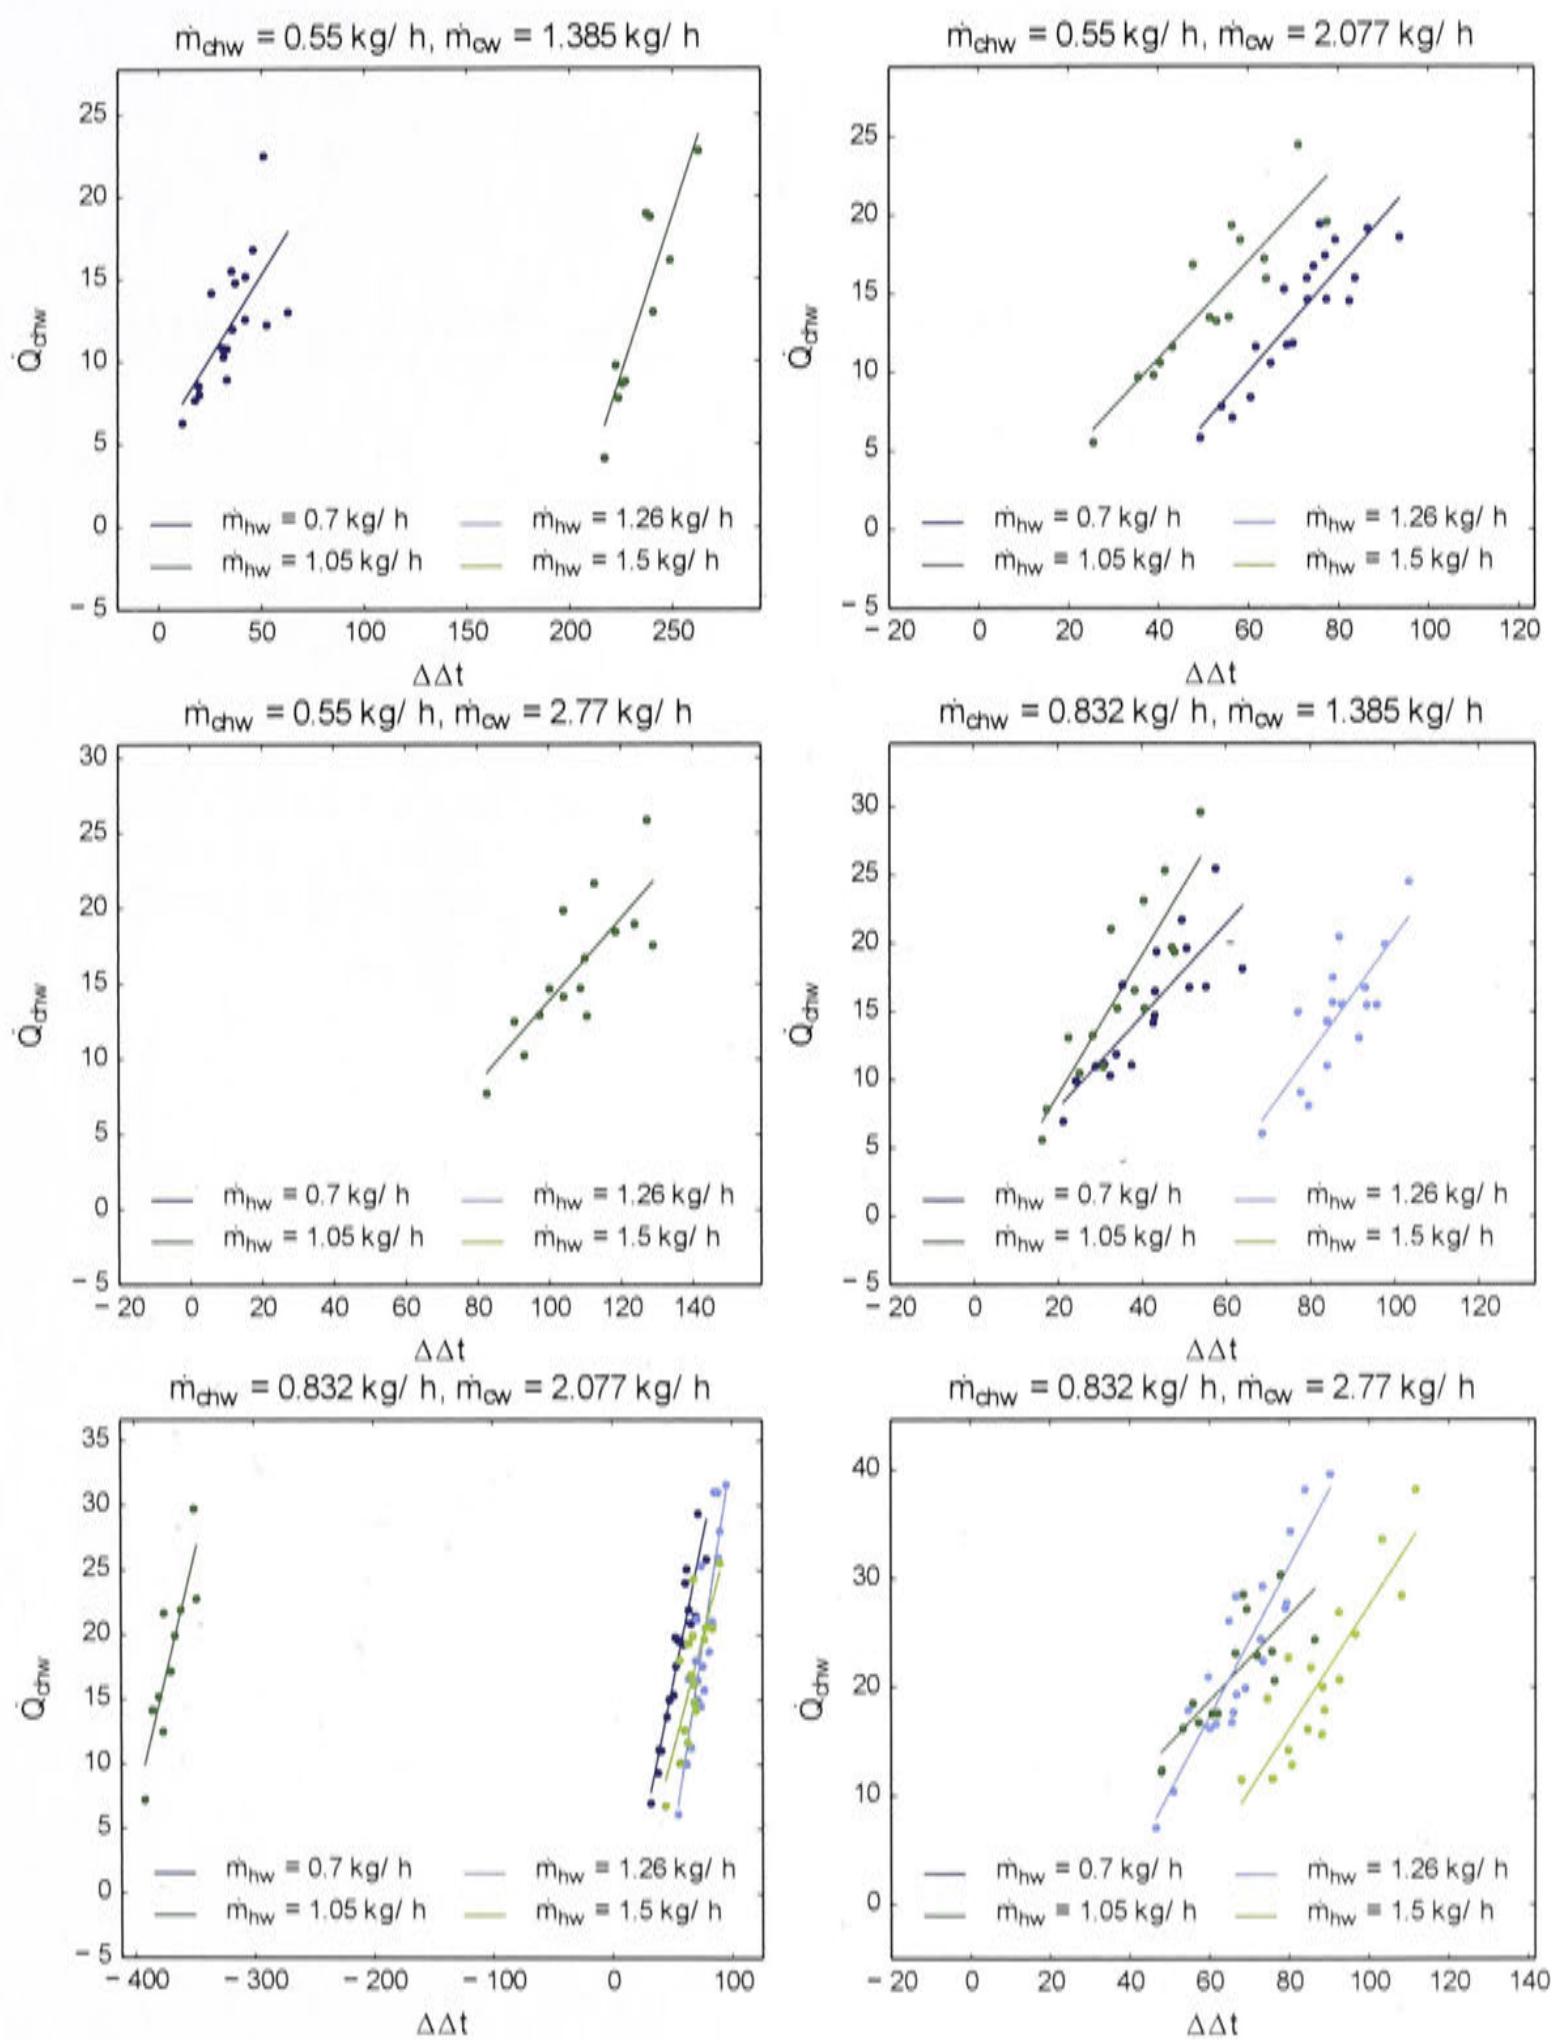 ṁchw = 0.55 kg/ h, ṁcw = 1.385 kg/ h
25
20
15
10
5
0
- 5
Q̇chw
ṁhw = 0.7 kg/ h
ṁhw = 1.26 kg/ h
ṁhw = 1.05 kg/ h
ṁhw = 1.5 kg/ h
0 50 100 150 200 250
ΔΔt
ṁchw = 0.55 kg/ h, ṁcw = 2.077 kg/ h
25
20
15
10
5
0
- 5
Q̇chw
ṁhw = 0.7 kg/ h
ṁhw = 1.26 kg/ h
ṁhw = 1.05 kg/ h
ṁhw = 1.5 kg/ h
- 20 0 20 40 60 80 100 120
ΔΔt
ṁchw = 0.55 kg/ h, ṁcw = 2.77 kg/ h
30
25
20
15
10
5
0
- 5
Q̇chw
ṁhw = 0.7 kg/ h
ṁhw = 1.26 kg/ h
ṁhw = 1.05 kg/ h
ṁhw = 1.5 kg/ h
- 20 0 20 40 60 80 100 120 140
ΔΔt
ṁchw = 0.832 kg/ h, ṁcw = 1.385 kg/ h
30
25
20
15
10
5
0
- 5
Q̇chw
ṁhw = 0.7 kg/ h
ṁhw = 1.26 kg/ h
ṁhw = 1.05 kg/ h
ṁhw = 1.5 kg/ h
- 20 0 20 40 60 80 100 120
ΔΔt
ṁchw = 0.832 kg/ h, ṁcw = 2.077 kg/ h
35
30
25
20
15
10
5
0
- 5
Q̇chw
ṁhw = 0.7 kg/ h
ṁhw = 1.26 kg/ h
ṁhw = 1.05 kg/ h
ṁhw = 1.5 kg/ h
- 400 - 300 - 200 - 100 0 100
ΔΔt
ṁchw = 0.832 kg/ h, ṁcw = 2.77 kg/ h
40
30
20
10
0
Q̇chw
ṁhw = 0.7 kg/ h
ṁhw = 1.26 kg/ h
ṁhw = 1.05 kg/ h
ṁhw = 1.5 kg/ h
- 20 0 20 40 60 80 100 120 140
ΔΔt